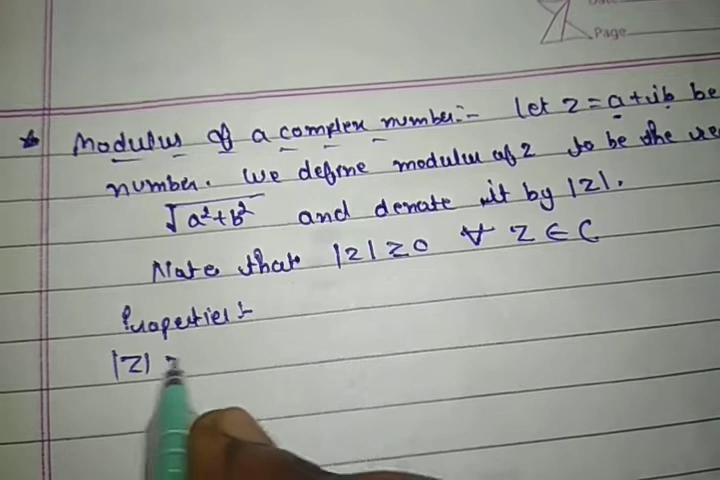 Page
* Modulus of a complex number:- Let z = a+ib be
number. We define modulus of z to be the
√a²+b² and denote it by |z|.
Note that |z| ≥ 0 ∀ z ∈ C
Properties:-
|z|